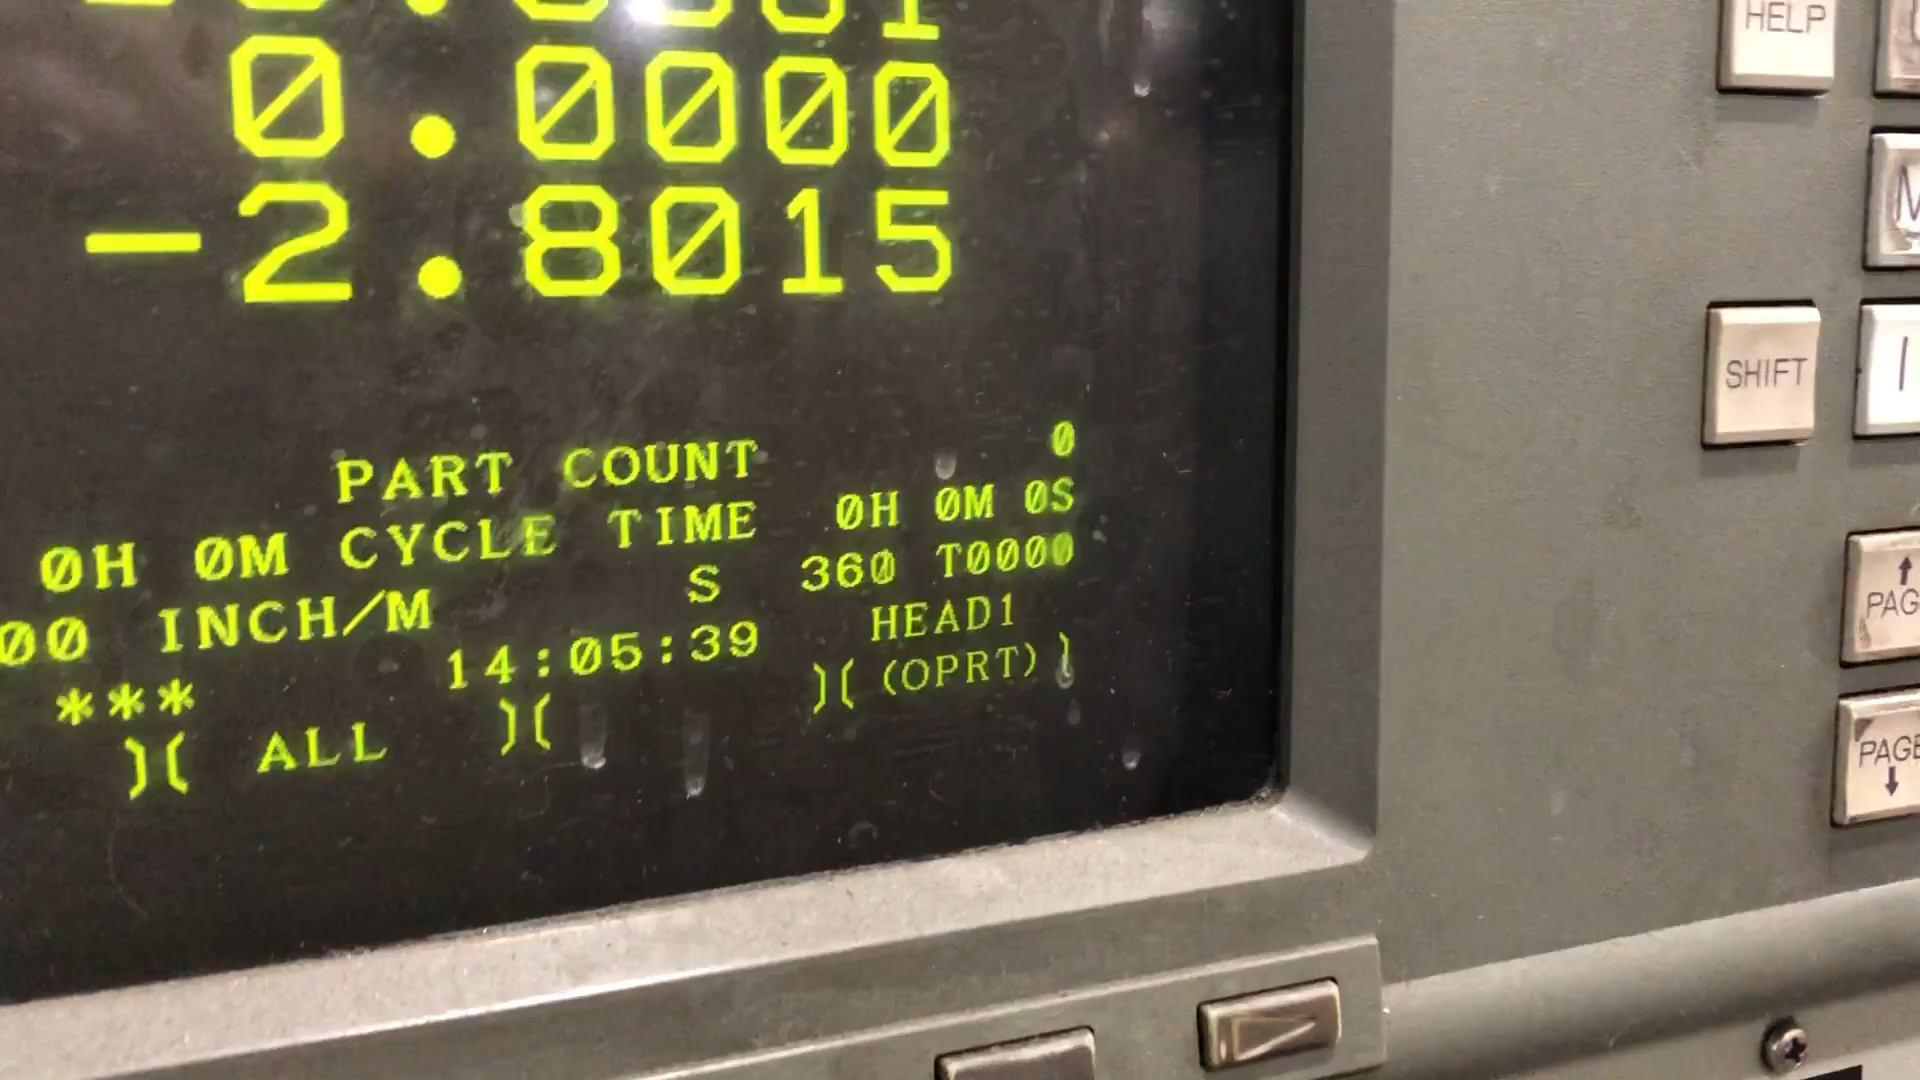 0.0000
-2.8015
PART COUNT 0
0H 0M CYCLE TIME 0H 0M 0S
00 INCH/M S 360 T0000
*** 14:05:39 HEAD1
)( ALL )( )( (OPRT) )
HELP
SHIFT
PAGE